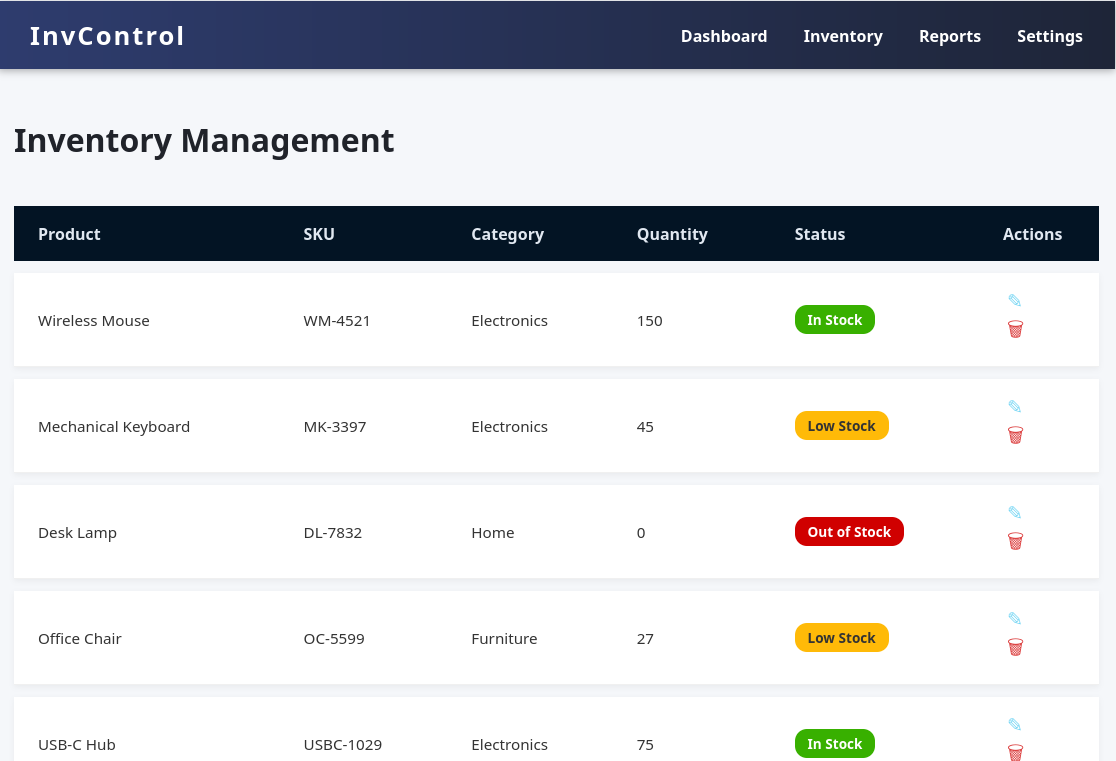 InvControl Dashboard Inventory Reports Settings
Inventory Management
Product SKU Category Quantity Status Actions
Wireless Mouse WM-4521 Electronics 150 In Stock
Mechanical Keyboard MK-3397 Electronics 45 Low Stock
Desk Lamp DL-7832 Home 0 Out of Stock
Office Chair OC-5599 Furniture 27 Low Stock
USB-C Hub USBC-1029 Electronics 75 In Stock